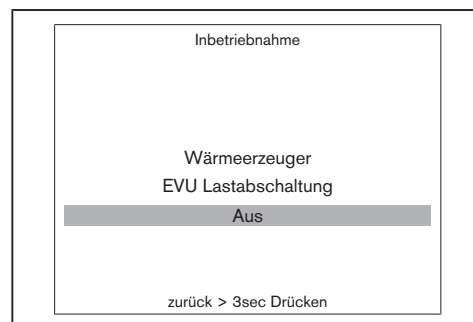 Inbetriebnahme
Wärmeerzeuger
EVU Lastabschaltung
Aus
zurück > 3sec Drücken